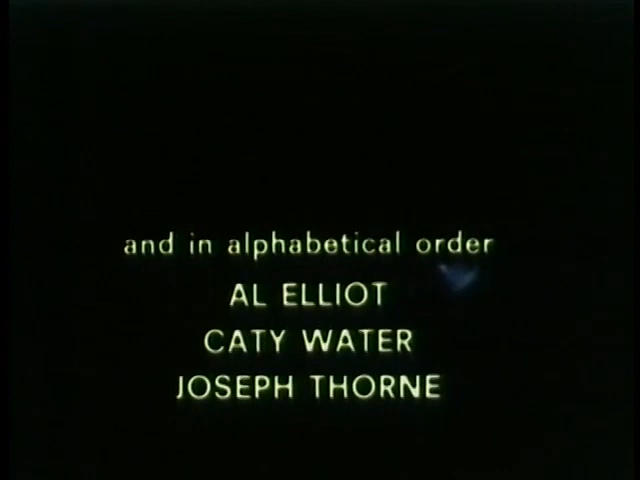 and in alphabetical order
AL ELLIOT
CATY WATER
JOSEPH THORNE